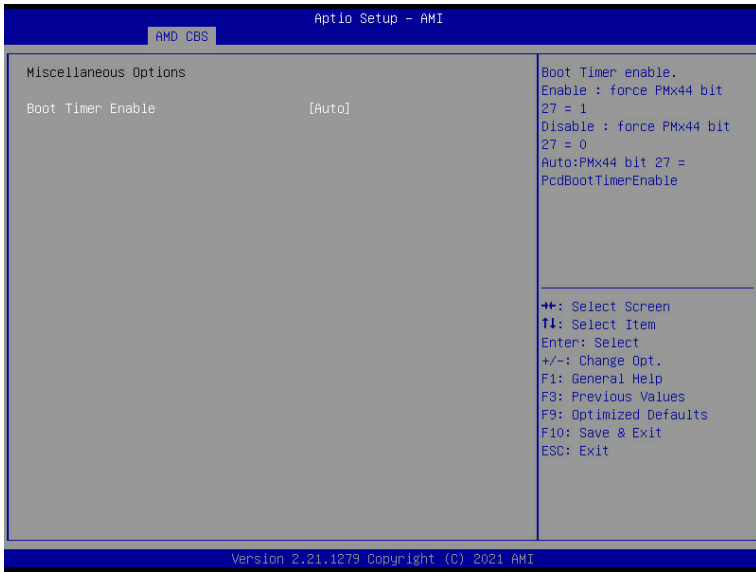 Aptio Setup – AMI
AMD CBS
Miscellaneous Options
Boot Timer Enable [Auto]
Boot Timer enable.
Enable : force PMx44 bit
27 = 1
Disable : force PMx44 bit
27 = 0
Auto:PMx44 bit 27 =
PcdBootTimerEnable
→←: Select Screen
↑↓: Select Item
Enter: Select
+/-: Change Opt.
F1: General Help
F3: Previous Values
F9: Optimized Defaults
F10: Save & Exit
ESC: Exit
Version 2.21.1279 Copyright (C) 2021 AMI